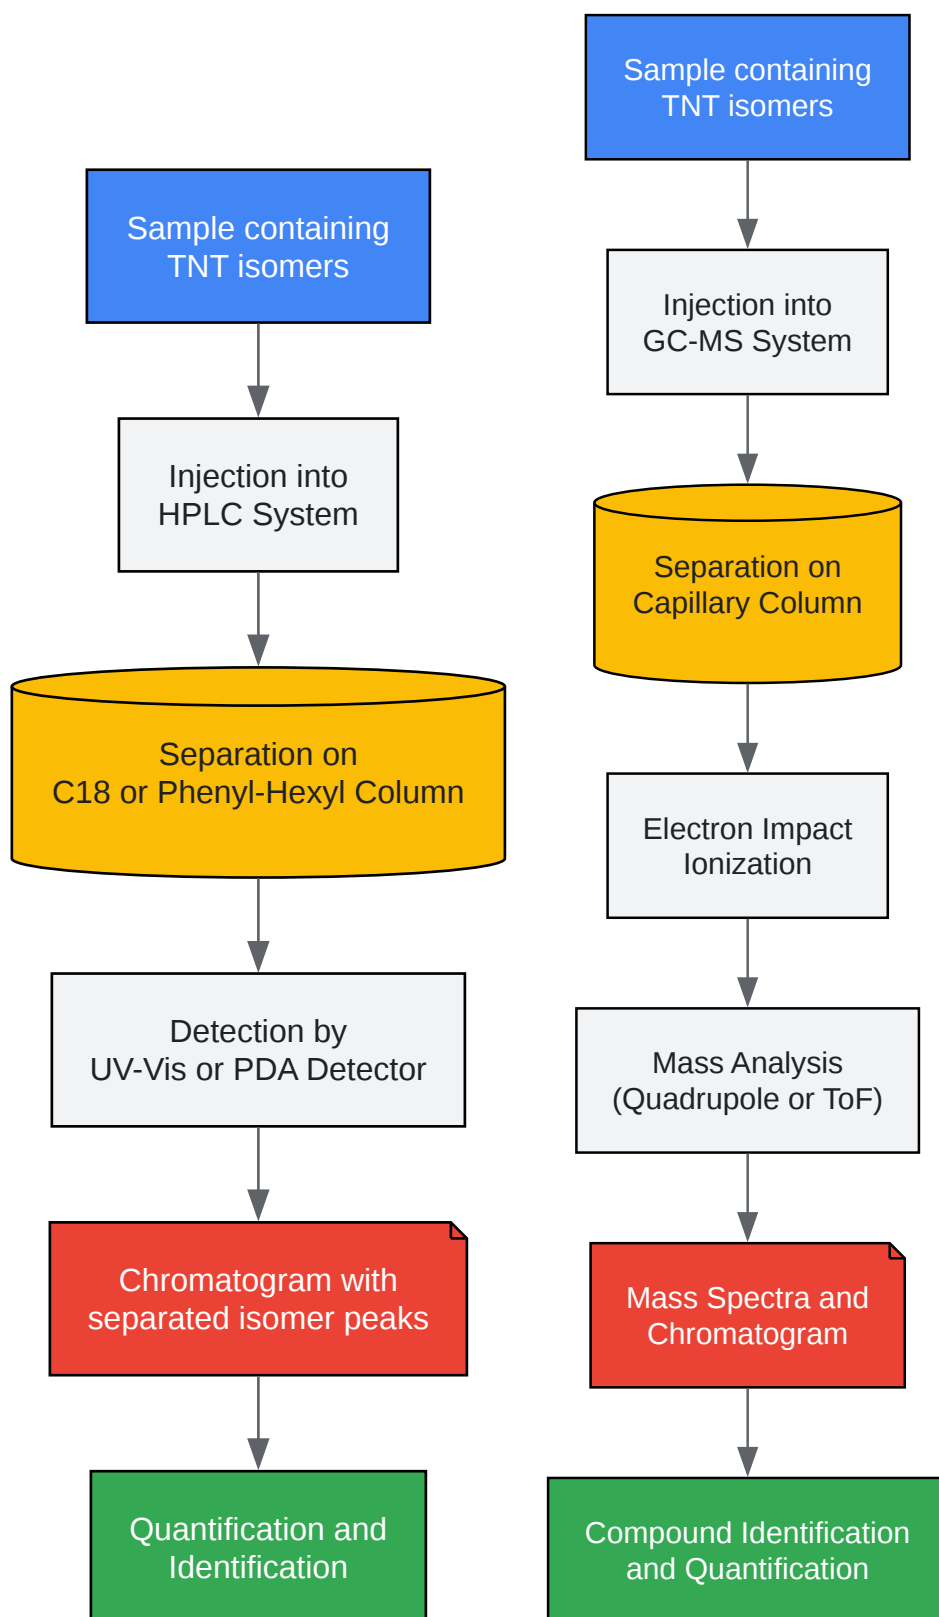 Sample containing
TNT isomers
Injection into
HPLC System
Separation on
C18 or Phenyl-Hexyl Column
Detection by
UV-Vis or PDA Detector
Chromatogram with
separated isomer peaks
Quantification and
Identification
Sample containing
TNT isomers
Injection into
GC-MS System
Separation on
Capillary Column
Electron Impact
Ionization
Mass Analysis
(Quadrupole or ToF)
Mass Spectra and
Chromatogram
Compound Identification
and Quantification